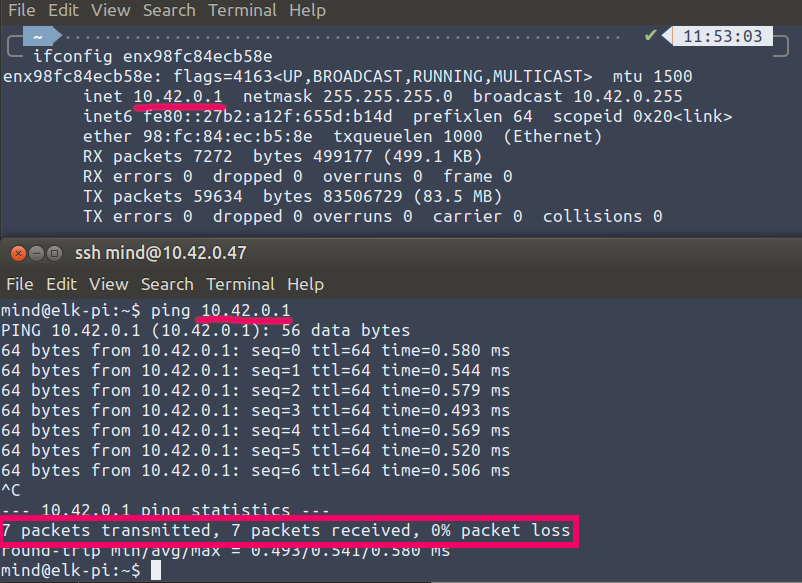 File Edit View Search Terminal Help
~ ✔ 11:53:03
ifconfig enx98fc84ecb58e
enx98fc84ecb58e: flags=4163<UP,BROADCAST,RUNNING,MULTICAST>  mtu 1500
        inet 10.42.0.1  netmask 255.255.255.0  broadcast 10.42.0.255
        inet6 fe80::27b2:a12f:655d:b14d  prefixlen 64  scopeid 0x20<link>
        ether 98:fc:84:ec:b5:8e  txqueuelen 1000  (Ethernet)
        RX packets 7272  bytes 499177 (499.1 KB)
        RX errors 0  dropped 0  overruns 0  frame 0
        TX packets 59634  bytes 83506729 (83.5 MB)
        TX errors 0  dropped 0 overruns 0  carrier 0  collisions 0
ssh mind@10.42.0.47
File Edit View Search Terminal Help
mind@elk-pi:~$ ping 10.42.0.1
PING 10.42.0.1 (10.42.0.1): 56 data bytes
64 bytes from 10.42.0.1: seq=0 ttl=64 time=0.580 ms
64 bytes from 10.42.0.1: seq=1 ttl=64 time=0.544 ms
64 bytes from 10.42.0.1: seq=2 ttl=64 time=0.579 ms
64 bytes from 10.42.0.1: seq=3 ttl=64 time=0.493 ms
64 bytes from 10.42.0.1: seq=4 ttl=64 time=0.569 ms
64 bytes from 10.42.0.1: seq=5 ttl=64 time=0.520 ms
64 bytes from 10.42.0.1: seq=6 ttl=64 time=0.506 ms
^C
--- 10.42.0.1 ping statistics ---
7 packets transmitted, 7 packets received, 0% packet loss
round-trip min/avg/max = 0.493/0.541/0.580 ms
mind@elk-pi:~$